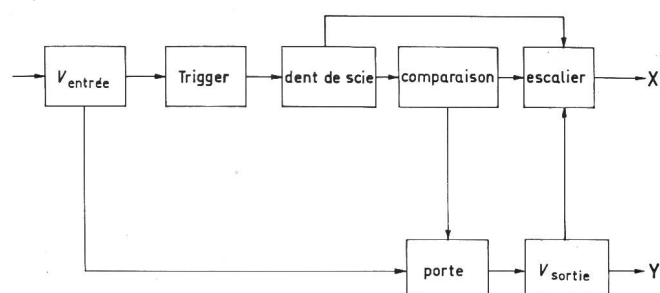 V entrée
Trigger
dent de scie
comparaison
escalier
X
porte
V sortie
Y